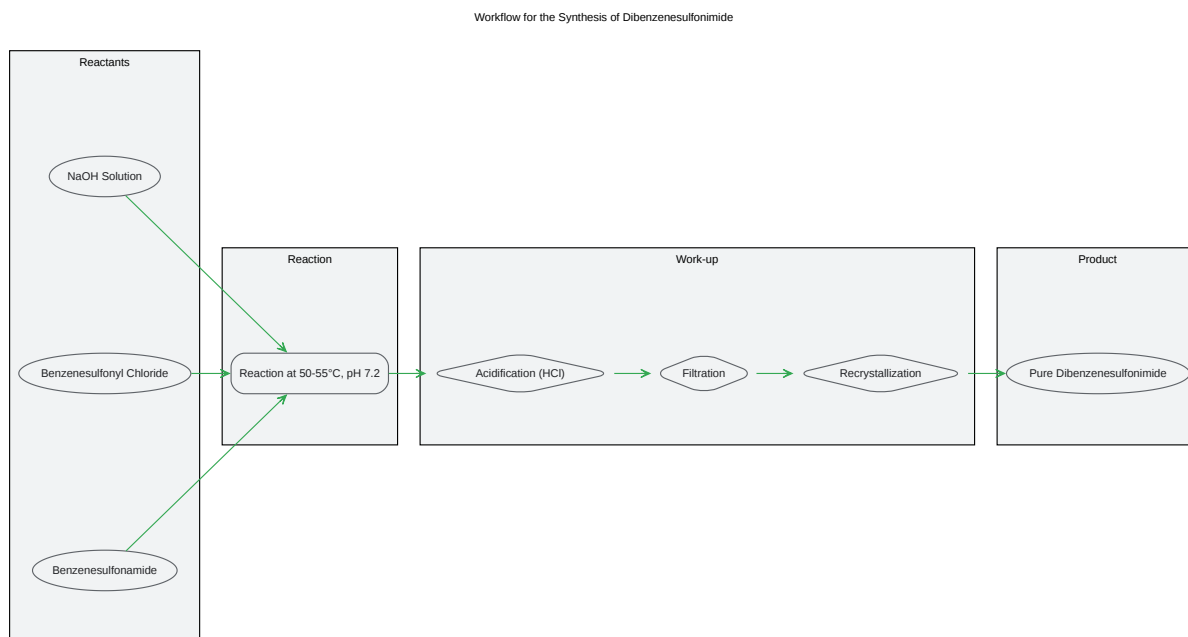 Workflow for the Synthesis of Dibenzenesulfonimide
Reactants
NaOH Solution
Benzenesulfonyl Chloride
Benzenesulfonamide
Reaction
Reaction at 50-55°C, pH 7.2
Work-up
Acidification (HCl)
Filtration
Recrystallization
Product
Pure Dibenzenesulfonimide